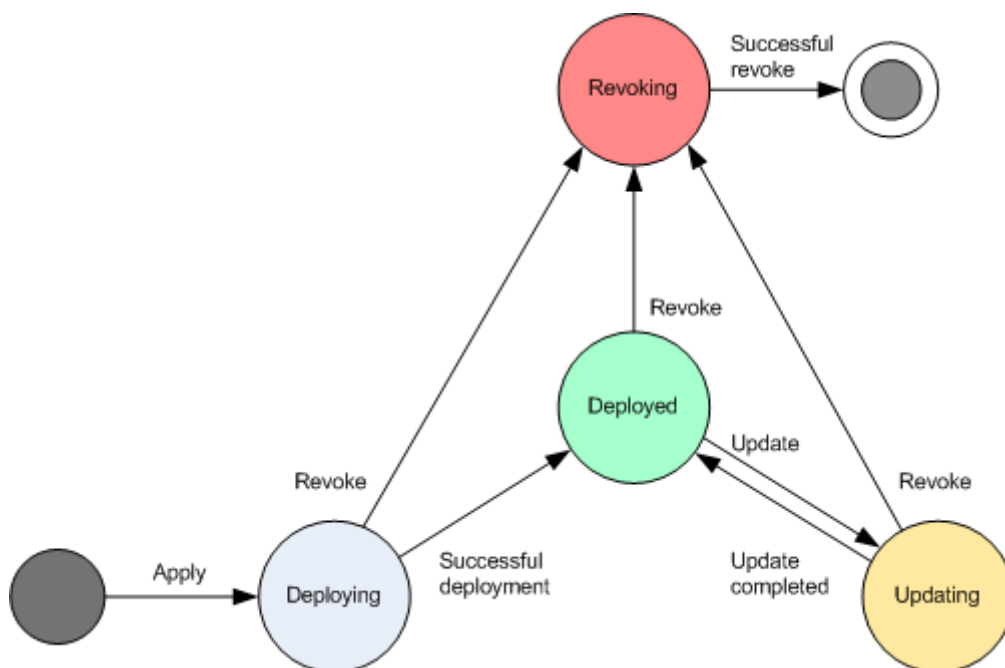 Successful
revoke
Revoking
Revoke
Deployed
Update
Revoke
Revoke
Successful
deployment
Update
completed
Apply
Deploying
Updating